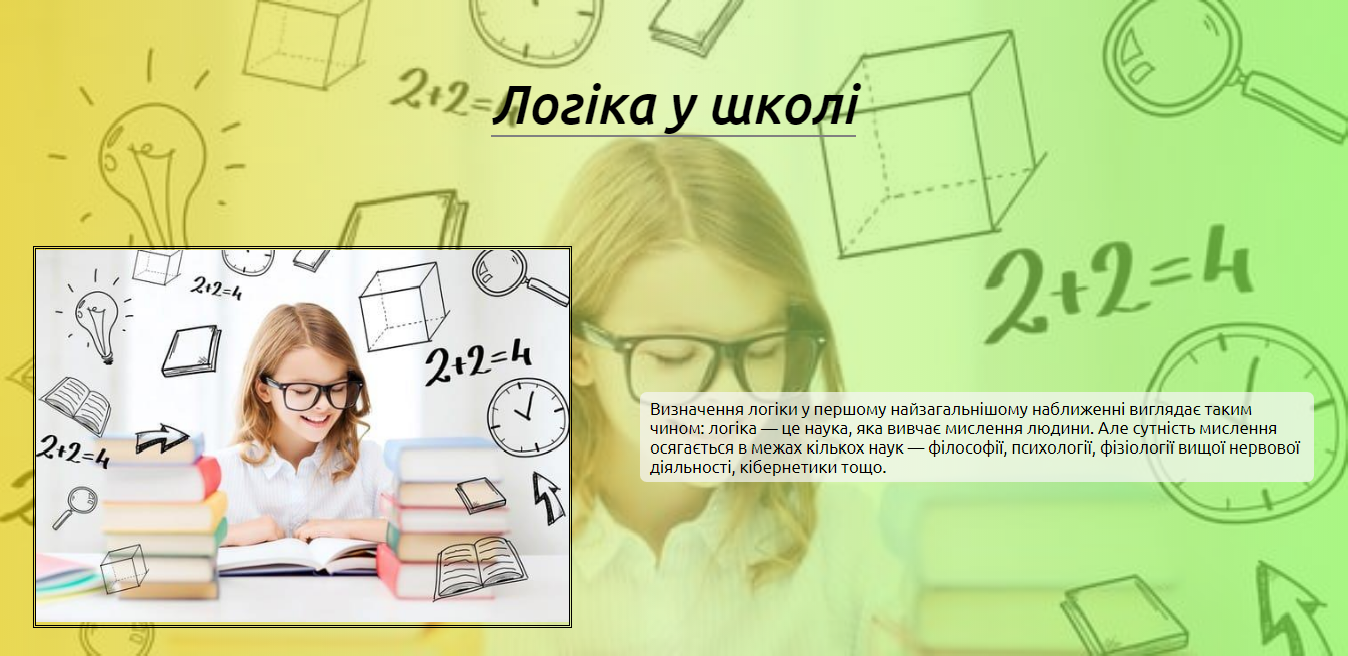 2+2=
Логіка у школі
2+2=4
2+2=4
2+2=4
2+2=4
Визначення логіки у першому найзагальнішому наближенні виглядає таким
чином: логіка — це наука, яка вивчає мислення людини. Але сутність мислення
осягається в межах кількох наук — філософії, психології, фізіології вищої нервової
діяльності, кібернетики тощо.